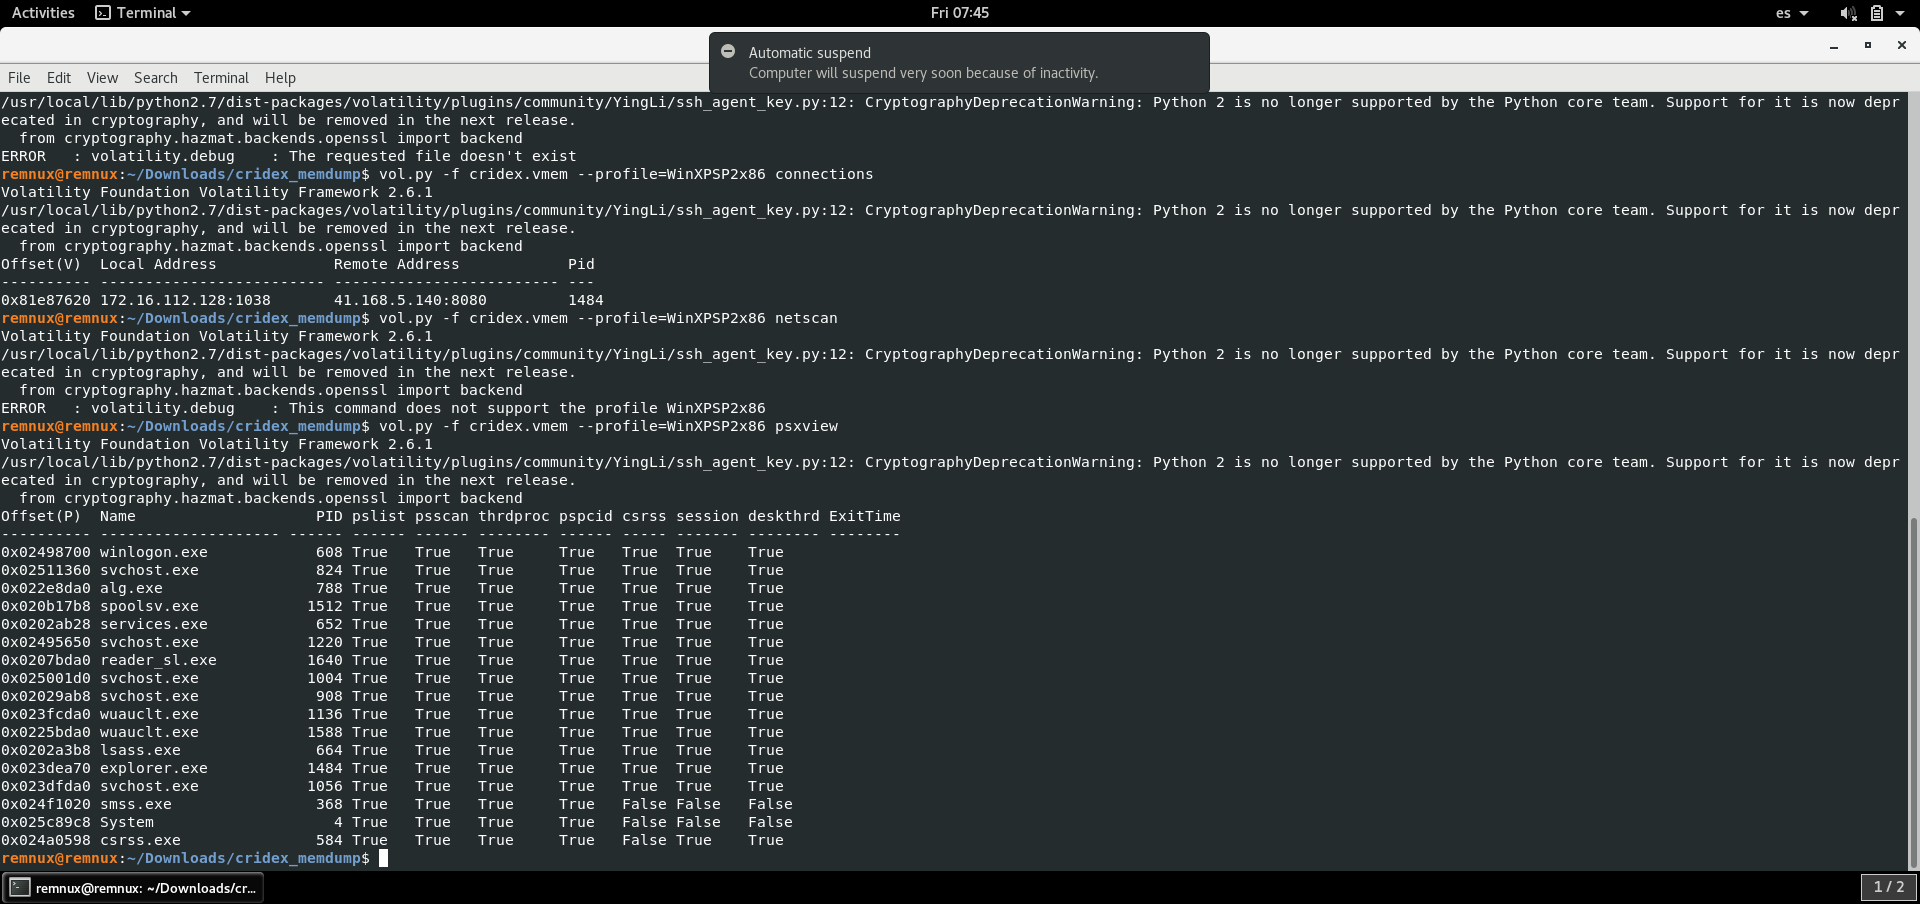 Activities Terminal Fri 07:45 es
Automatic suspend
Computer will suspend very soon because of inactivity.
File Edit View Search Terminal Help
/usr/local/lib/python2.7/dist-packages/volatility/plugins/community/YingLi/ssh_agent_key.py:12: CryptographyDeprecationWarning: Python 2 is no longer supported by the Python core team. Support for it is now depr
ecated in cryptography, and will be removed in the next release.
  from cryptography.hazmat.backends.openssl import backend
ERROR   : volatility.debug    : The requested file doesn't exist
remnux@remnux:~/Downloads/cridex_memdump$ vol.py -f cridex.vmem --profile=WinXPSP2x86 connections
Volatility Foundation Volatility Framework 2.6.1
/usr/local/lib/python2.7/dist-packages/volatility/plugins/community/YingLi/ssh_agent_key.py:12: CryptographyDeprecationWarning: Python 2 is no longer supported by the Python core team. Support for it is now depr
ecated in cryptography, and will be removed in the next release.
  from cryptography.hazmat.backends.openssl import backend
Offset(V)  Local Address             Remote Address            Pid
---------- ------------------------- ------------------------- ---
0x81e87620 172.16.112.128:1038       41.168.5.140:8080         1484
remnux@remnux:~/Downloads/cridex_memdump$ vol.py -f cridex.vmem --profile=WinXPSP2x86 netscan
Volatility Foundation Volatility Framework 2.6.1
/usr/local/lib/python2.7/dist-packages/volatility/plugins/community/YingLi/ssh_agent_key.py:12: CryptographyDeprecationWarning: Python 2 is no longer supported by the Python core team. Support for it is now depr
ecated in cryptography, and will be removed in the next release.
  from cryptography.hazmat.backends.openssl import backend
ERROR   : volatility.debug    : This command does not support the profile WinXPSP2x86
remnux@remnux:~/Downloads/cridex_memdump$ vol.py -f cridex.vmem --profile=WinXPSP2x86 psxview
Volatility Foundation Volatility Framework 2.6.1
/usr/local/lib/python2.7/dist-packages/volatility/plugins/community/YingLi/ssh_agent_key.py:12: CryptographyDeprecationWarning: Python 2 is no longer supported by the Python core team. Support for it is now depr
ecated in cryptography, and will be removed in the next release.
  from cryptography.hazmat.backends.openssl import backend
Offset(P)  Name                    PID pslist psscan thrdproc pspcid csrss session deskthrd ExitTime
---------- -------------------- ------ ------ ------ -------- ------ ----- ------- -------- --------
0x02498700 winlogon.exe           608 True   True   True     True   True  True    True
0x02511360 svchost.exe            824 True   True   True     True   True  True    True
0x022e8da0 alg.exe                788 True   True   True     True   True  True    True
0x020b17b8 spoolsv.exe           1512 True   True   True     True   True  True    True
0x0202ab28 services.exe           652 True   True   True     True   True  True    True
0x02495650 svchost.exe           1220 True   True   True     True   True  True    True
0x0207bda0 reader_sl.exe         1640 True   True   True     True   True  True    True
0x025001d0 svchost.exe           1004 True   True   True     True   True  True    True
0x02029ab8 svchost.exe            908 True   True   True     True   True  True    True
0x023fcda0 wuauclt.exe           1136 True   True   True     True   True  True    True
0x0225bda0 wuauclt.exe           1588 True   True   True     True   True  True    True
0x0202a3b8 lsass.exe              664 True   True   True     True   True  True    True
0x023dea70 explorer.exe          1484 True   True   True     True   True  True    True
0x023dfda0 svchost.exe           1056 True   True   True     True   True  True    True
0x024f1020 smss.exe               368 True   True   True     True   False False   False
0x025c89c8 System                   4 True   True   True     True   False False   False
0x024a0598 csrss.exe              584 True   True   True     True   False True    True
remnux@remnux:~/Downloads/cridex_memdump$
remnux@remnux: ~/Downloads/cr... 1 / 2